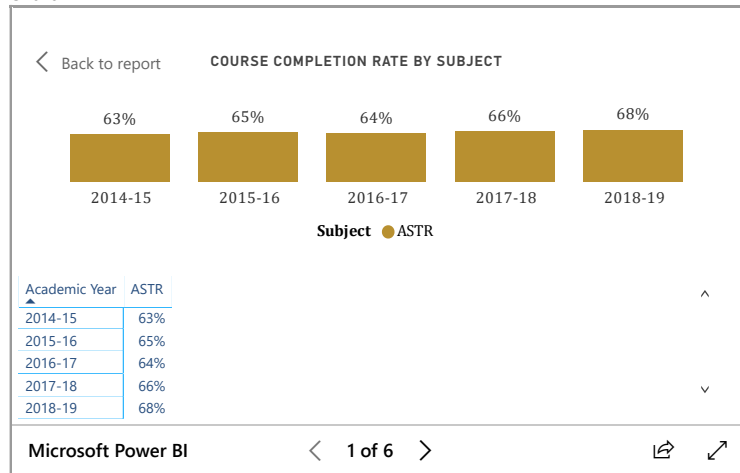 Back to report
COURSE COMPLETION RATE BY SUBJECT
63% 65% 64% 66% 68%
2014-15 2015-16 2016-17 2017-18 2018-19
Subject ASTR
Academic Year ASTR
2014-15 63%
2015-16 65%
2016-17 64%
2017-18 66%
2018-19 68%
Microsoft Power BI
1 of 6